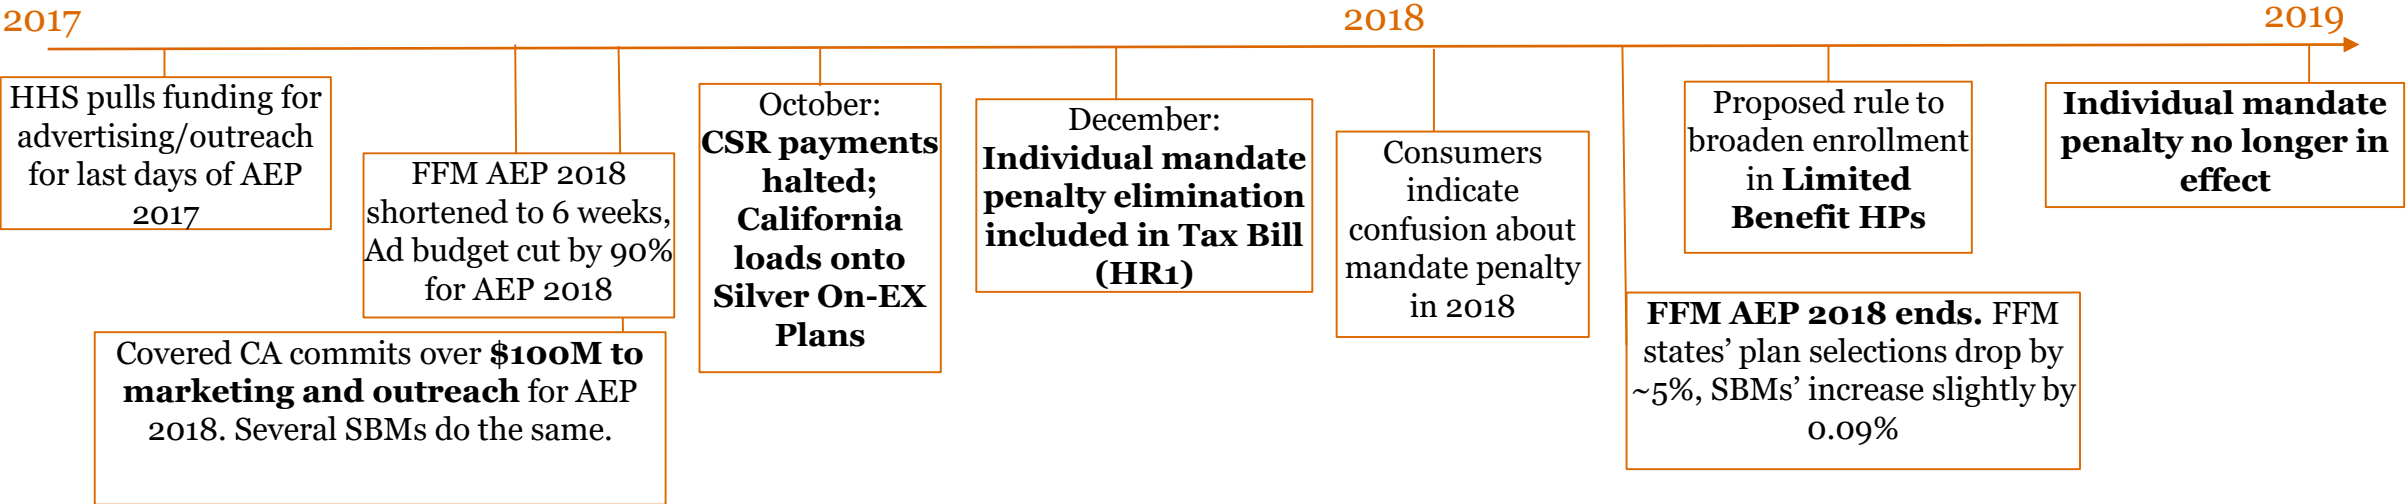 2017
2018
2019
HHS pulls funding for
advertising/outreach
for last days of AEP
2017
FFM AEP 2018
shortened to 6 weeks,
Ad budget cut by 90%
for AEP 2018
Covered CA commits over $100M to
marketing and outreach for AEP
2018. Several SBMs do the same.
October:
CSR payments
halted;
California
loads onto
Silver On-EX
Plans
December:
Individual mandate
penalty elimination
included in Tax Bill
(HR1)
Consumers
indicate
confusion about
mandate penalty
in 2018
FFM AEP 2018 ends. FFM
states’ plan selections drop by
~5%, SBMs’ increase slightly by
0.09%
Proposed rule to
broaden enrollment
in Limited
Benefit HPs
Individual mandate
penalty no longer in
effect